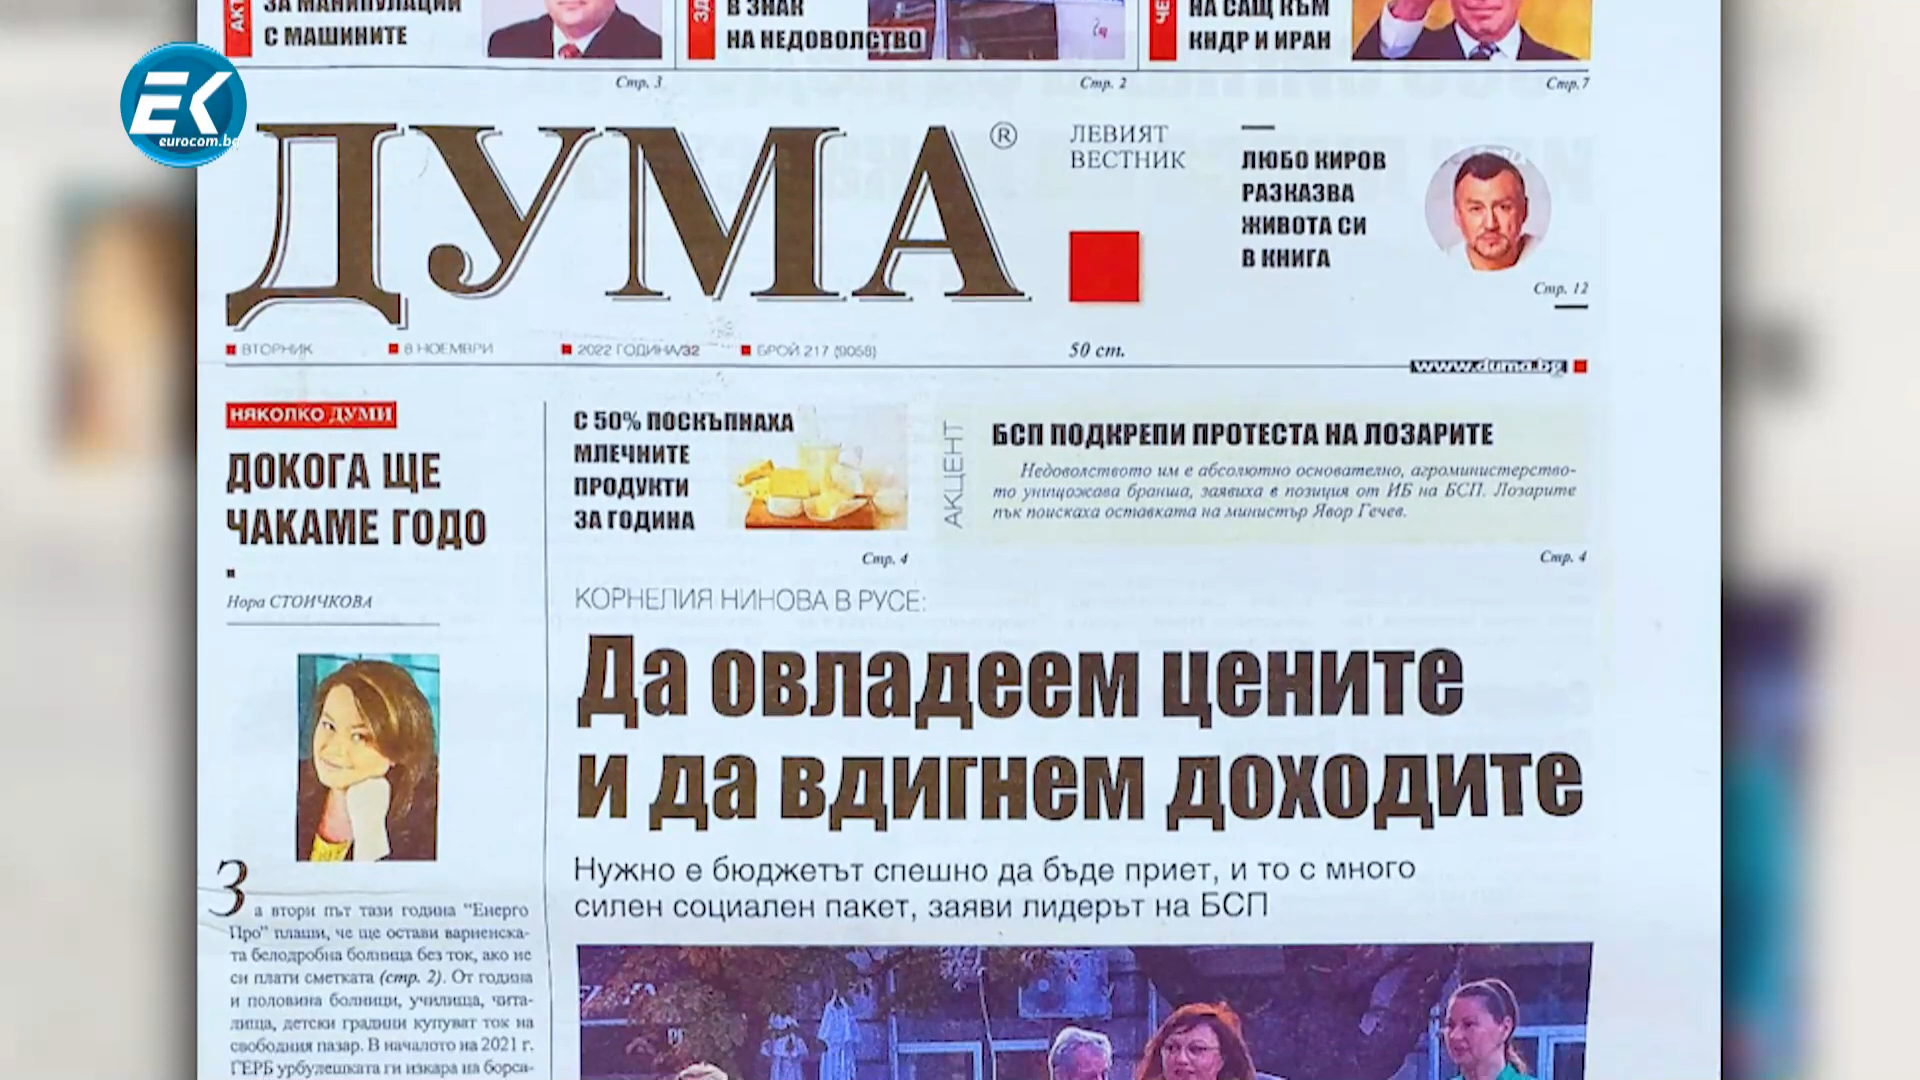 ЗА МАНИПУЛАЦИИ
С МАШИНИТЕ
Стр. 3
В ЗНАК
НА НЕДОВОЛСТВО
Стр. 2
НА САЩ КЪМ
КНДР И ИРАН
Стр. 7
EK
eurocom.bg
ДУМА®
ЛЕВИЯТ
ВЕСТНИК
ЛЮБО КИРОВ
РАЗКАЗВА
ЖИВОТА СИ
В КНИГА
Стр. 12
ВТОРНИК 8 НОЕМВРИ 2022 ГОДИНА/32 БРОЙ 217 (9058) 50 ст.
www.duma.bg
НЯКОЛКО ДУМИ
ДОКОГА ЩЕ
ЧАКАМЕ ГОДО
Нора СТОИЧКОВА
За втори път тази година "Енерго
Про" плаши, че ще остави варненска-
та белодробна болница без ток, ако не
си плати сметката (стр. 2). От година
и половина болници, училища, чита-
лища, детски градини купуват ток на
свободния пазар. В началото на 2021 г.
ГЕРБ урбулешката ги изкара на борса-
С 50% ПОСКЪПНАХА
МЛЕЧНИТЕ
ПРОДУКТИ
ЗА ГОДИНА
Стр. 4
АКЦЕНТ
БСП ПОДКРЕПИ ПРОТЕСТА НА ЛОЗАРИТЕ
Недоволството им е абсолютно основателно, агроминистерство-
то унищожава бранша, заявиха в позиция от ИБ на БСП. Лозарите
пък поискаха оставката на министър Явор Гечев.
Стр. 4
КОРНЕЛИЯ НИНОВА В РУСЕ:
Да овладеем цените
и да вдигнем доходите
Нужно е бюджетът спешно да бъде приет, и то с много
силен социален пакет, заяви лидерът на БСП